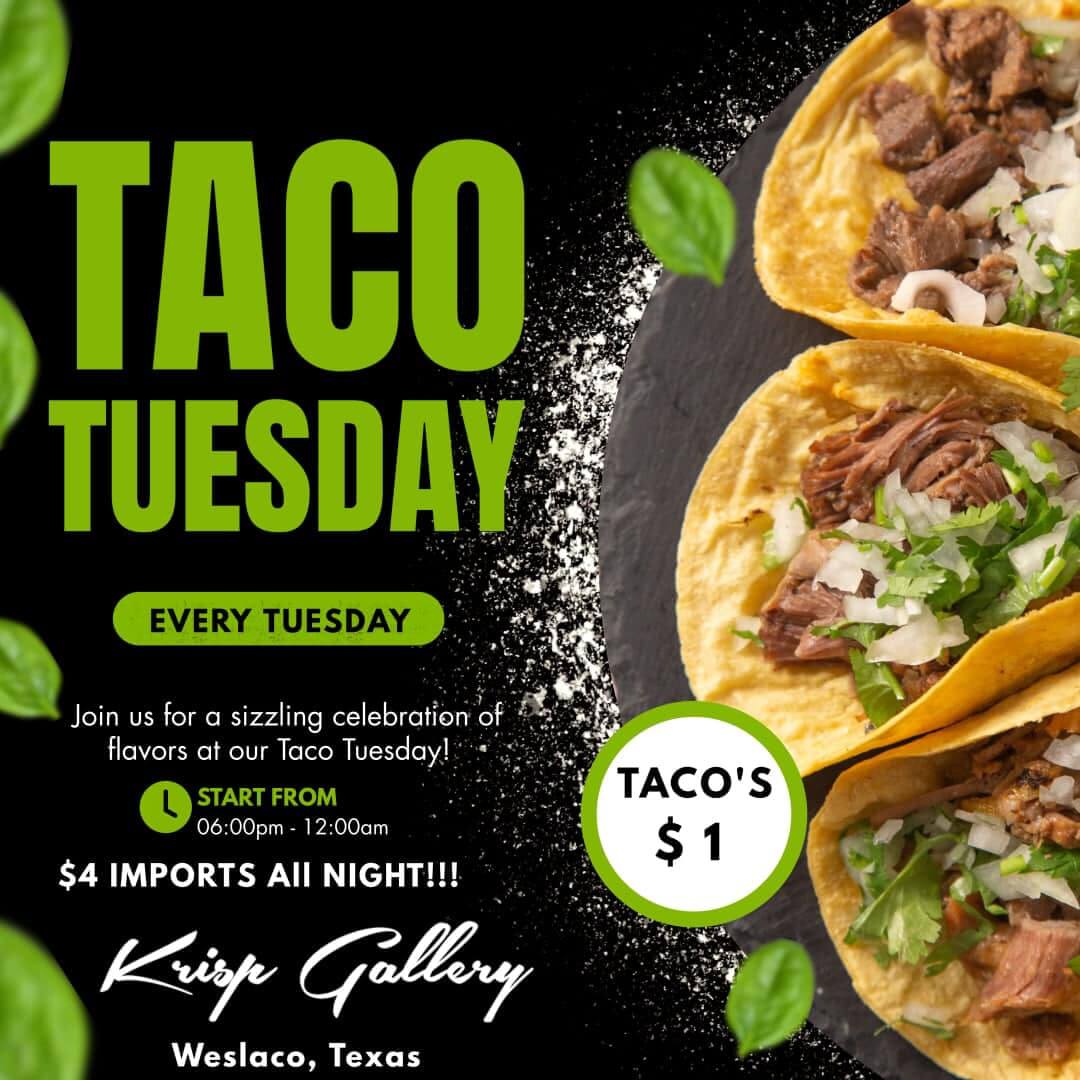 TACO
TUESDAY
EVERY TUESDAY
Join us for a sizzling celebration of
flavors at our Taco Tuesday!
START FROM
06:00pm - 12:00am
$4 IMPORTS All NIGHT!!!
TACO'S
$ 1
Krisp Gallery
Weslaco, Texas